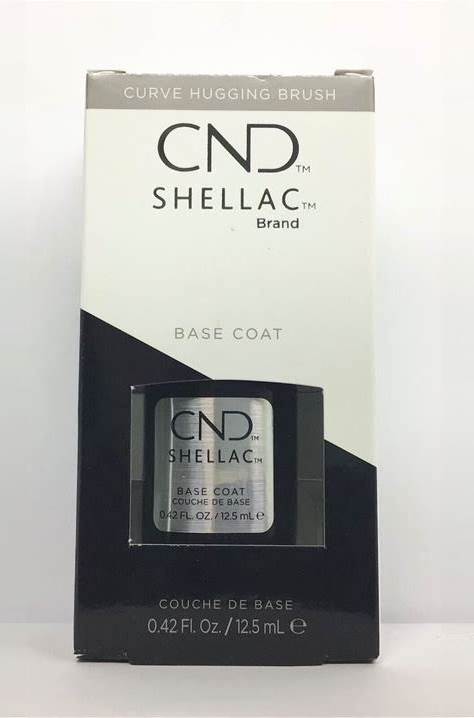 CURVE HUGGING BRUSH
CND™
SHELLAC™
Brand
BASE COAT
CND™
SHELLAC™
BASE COAT
COUCHE DE BASE
0.42 FL. OZ. / 12.5 mL ℮
COUCHE DE BASE
0.42 Fl. Oz. / 12.5 mL ℮